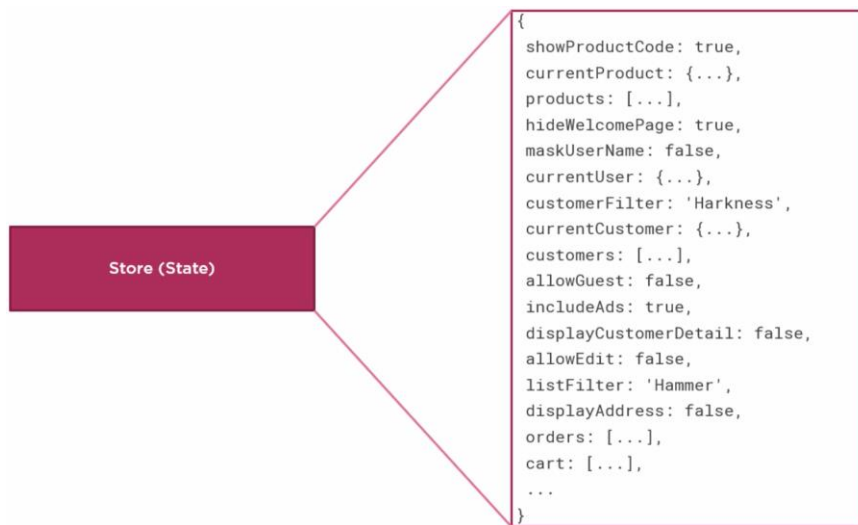 Store (State)
{
showProductCode: true,
currentProduct: {...},
products: [...],
hideWelcomePage: true,
maskUserName: false,
currentUser: {...},
customerFilter: 'Harkness',
currentCustomer: {...},
customers: [...],
allowGuest: false,
includeAds: true,
displayCustomerDetail: false,
allowEdit: false,
listFilter: 'Hammer',
displayAddress: false,
orders: [...],
cart: [...],
...
}